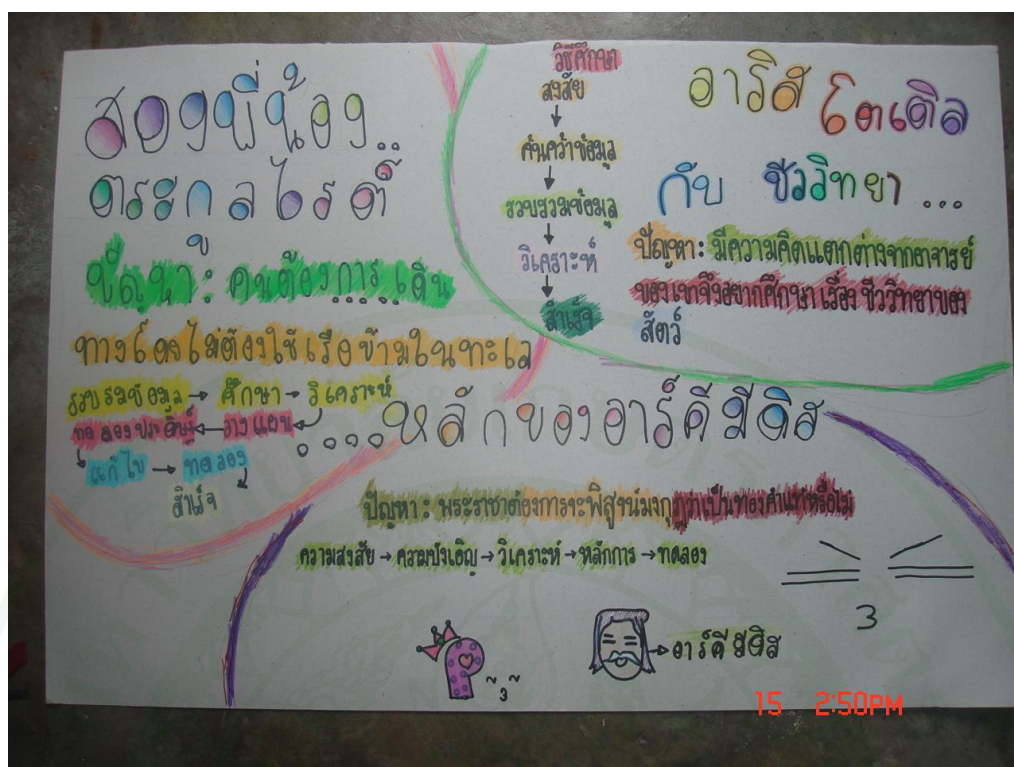 สองพี่น้อง..
ตระกูลไรต์
ปัญหา : คนต้องการเดิน
ทางโดยไม่ต้องใช้เรือข้ามในทะเล
รวบรมข้อมูล → ศึกษา → วิเคราะห์
ทดลองประดิษฐ์ ← วางแผน
แก้ไข → ทดลอง
สำเร็จ
วิธีศึกษา
สงสัย
ค้นคว้าข้อมูล
รวบรวมข้อมูล
วิเคราะห์
สำเร็จ
อาริสโตเติล
กับ ชีววิทยา...
ปัญหา : มีความคิดแตกต่างจากอาจารย์
ของเขาจึงอยากศึกษาเรื่อง ชีววิทยาของ
สัตว์
....หลักของอาร์คีมีดิส
ปัญหา : พระราชาต้องการจะพิสูจน์มงกุฎว่าเป็นทองคำแท้หรือไม่
ความสงสัย → ความบังเอิญ → วิเคราะห์ → หลักการ → ทดลอง
3
P
~3~
→ อาร์คีมีดิส
15 2:50PM